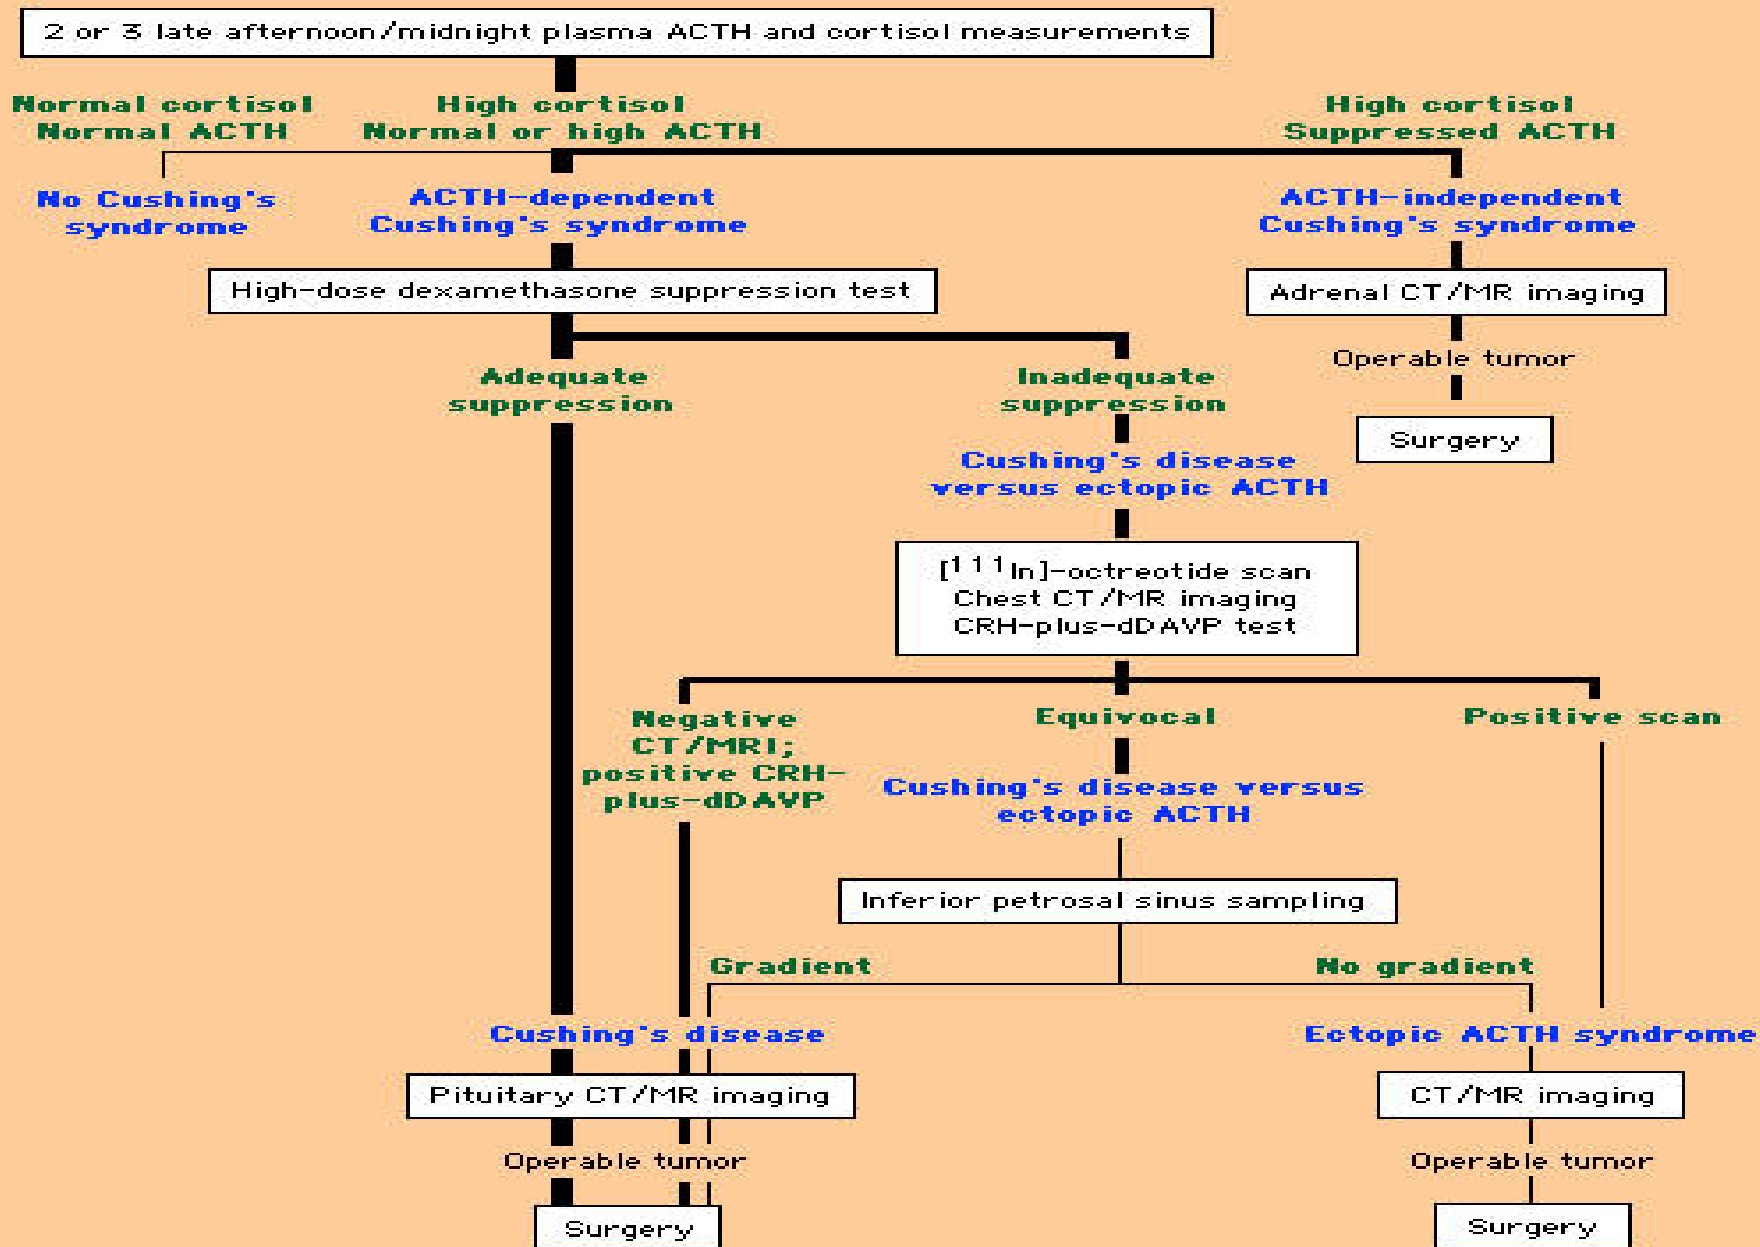 2 or 3 late afternoon/midnight plasma ACTH and cortisol measurements
Normal cortisol
Normal ACTH
High cortisol
Normal or high ACTH
High cortisol
Suppressed ACTH
No Cushing's
syndrome
ACTH-dependent
Cushing's syndrome
ACTH-independent
Cushing's syndrome
High-dose dexamethasone suppression test
Adrenal CT/MR imaging
Operable tumor
Surgery
Adequate
suppression
Inadequate
suppression
Cushing's disease
versus ectopic ACTH
[¹¹¹In]-octreotide scan
Chest CT/MR imaging
CRH-plus-dDAVP test
Negative
CT/MRI;
positive CRH-
plus-dDAVP
Equivocal
Positive scan
Cushing's disease versus
ectopic ACTH
Inferior petrosal sinus sampling
Gradient
No gradient
Cushing's disease
Ectopic ACTH syndrome
Pituitary CT/MR imaging
CT/MR imaging
Operable tumor
Operable tumor
Surgery
Surgery